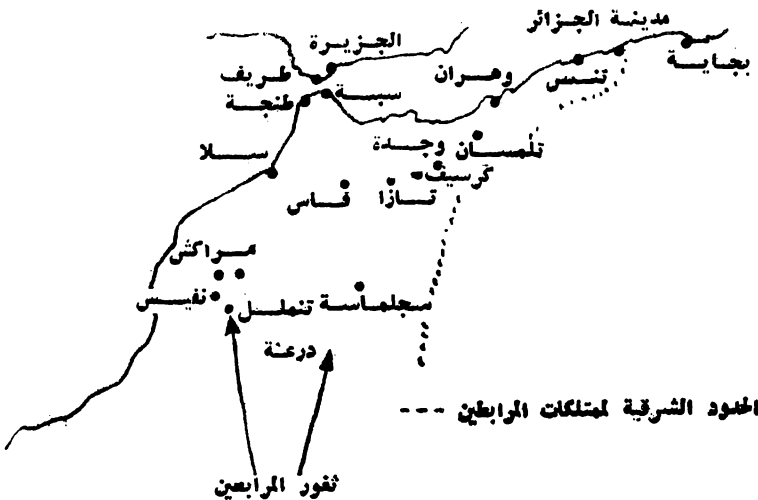 مدينة الجزائر
الجزيرة
بجاية
تنس
وهران
طريف
سبتة
طنجة
تلمسان
وجدة
سلا
كرسيف
تازا
فاس
مراكش
نفيس
تنملل
سجلماسة
درعنة
الحدود الشرقية لممتلكات المرابطين ---
ثغور المرابعين